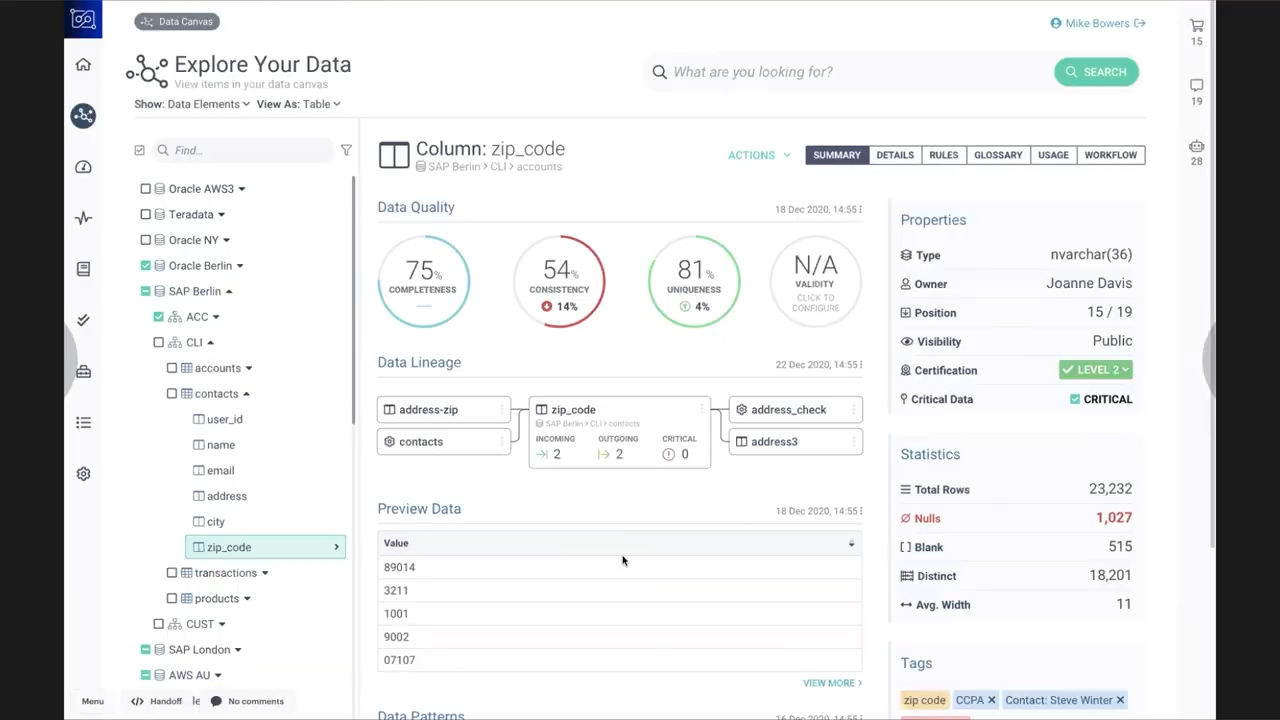 Data Canvas
Mike Bowers
15
Explore Your Data
View items in your data canvas
What are you looking for?
SEARCH
19
Show: Data Elements
View As: Table
28
Find...
Oracle AWS3
Teradata
Oracle NY
Oracle Berlin
SAP Berlin
ACC
CLI
accounts
contacts
user_id
name
email
address
city
zip_code
transactions
products
CUST
SAP London
AWS AU
Menu
Handoff
No comments
Column: zip_code
SAP Berlin > CLI > accounts
ACTIONS
SUMMARY
DETAILS
RULES
GLOSSARY
USAGE
WORKFLOW
Data Quality
18 Dec 2020, 14:55
75%
COMPLETENESS
54%
CONSISTENCY
14%
81%
UNIQUENESS
4%
N/A
VALIDITY
CLICK TO
CONFIGURE
Data Lineage
22 Dec 2020, 14:55
address-zip
contacts
zip_code
SAP Berlin > CLI > contacts
INCOMING
OUTGOING
CRITICAL
2
2
0
address_check
address3
Preview Data
18 Dec 2020, 14:55
Value
89014
3211
1001
9002
07107
VIEW MORE >
Data Patterns
16 Dec 2020, 14:55
Properties
Type nvarchar(36)
Owner Joanne Davis
Position 15 / 19
Visibility Public
Certification LEVEL 2
Critical Data CRITICAL
Statistics
Total Rows 23,232
Nulls 1,027
Blank 515
Distinct 18,201
Avg. Width 11
Tags
zip code
CCPA
Contact: Steve Winter